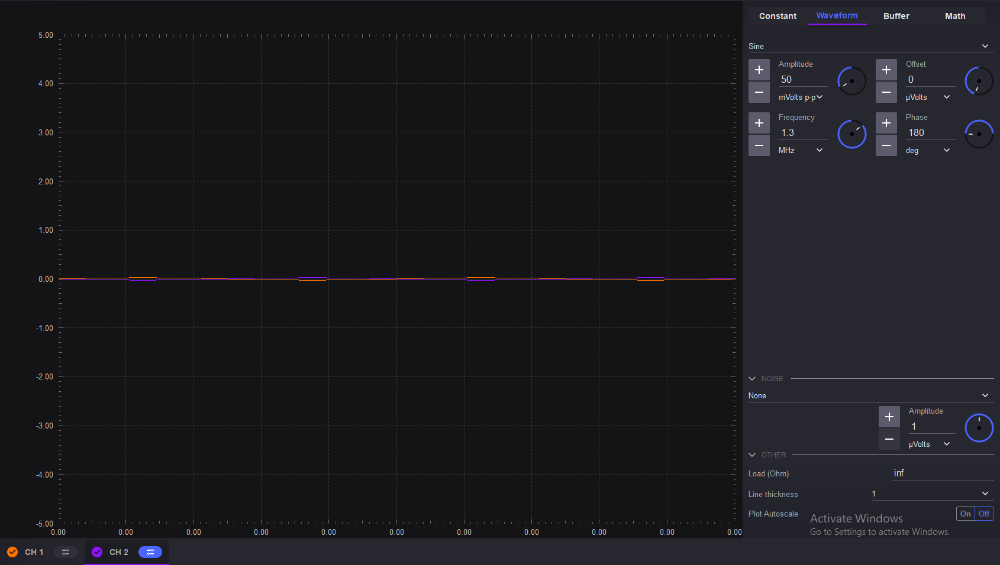 Constant Waveform Buffer Math
Sine
Amplitude Offset
50 0
mVolts p-p µVolts
Frequency Phase
1.3 180
MHz deg
5.00
4.00
3.00
2.00
1.00
0.00
-1.00
-2.00
-3.00
-4.00
-5.00
0.00 0.00 0.00 0.00 0.00 0.00 0.00 0.00 0.00 0.00 0.00
NOISE
None
Amplitude
1
µVolts
OTHER
Load (Ohm) inf
Line thickness 1
Plot Autoscale On Off
Activate Windows
Go to Settings to activate Windows.
CH 1 CH 2